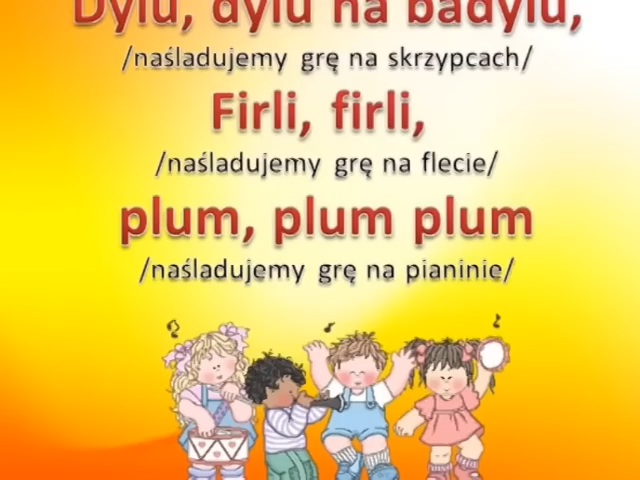 Dylu, dylu na badylu,
/naśladujemy grę na skrzypcach/
Firli, firli,
/naśladujemy grę na flecie/
plum, plum plum
/naśladujemy grę na pianinie/